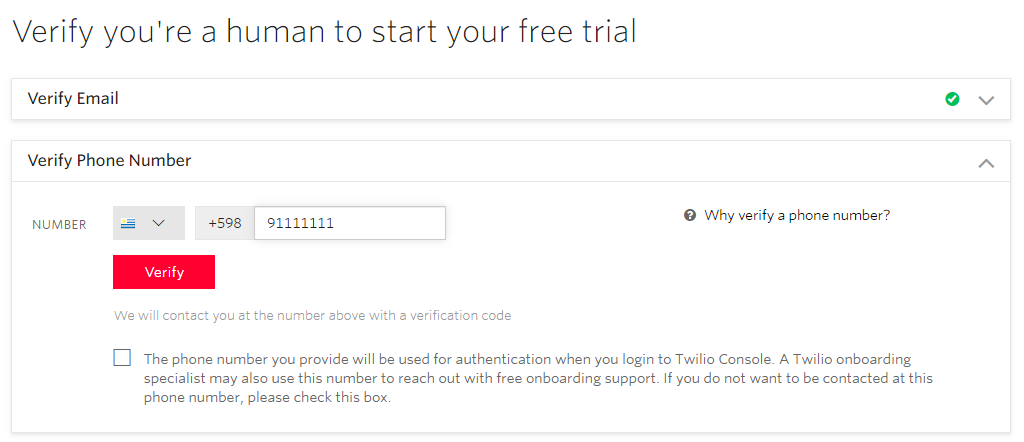 Verify you're a human to start your free trial
Verify Email
Verify Phone Number
NUMBER +598 91111111
Why verify a phone number?
Verify
We will contact you at the number above with a verification code
The phone number you provide will be used for authentication when you login to Twilio Console. A Twilio onboarding
specialist may also use this number to reach out with free onboarding support. If you do not want to be contacted at this
phone number, please check this box.